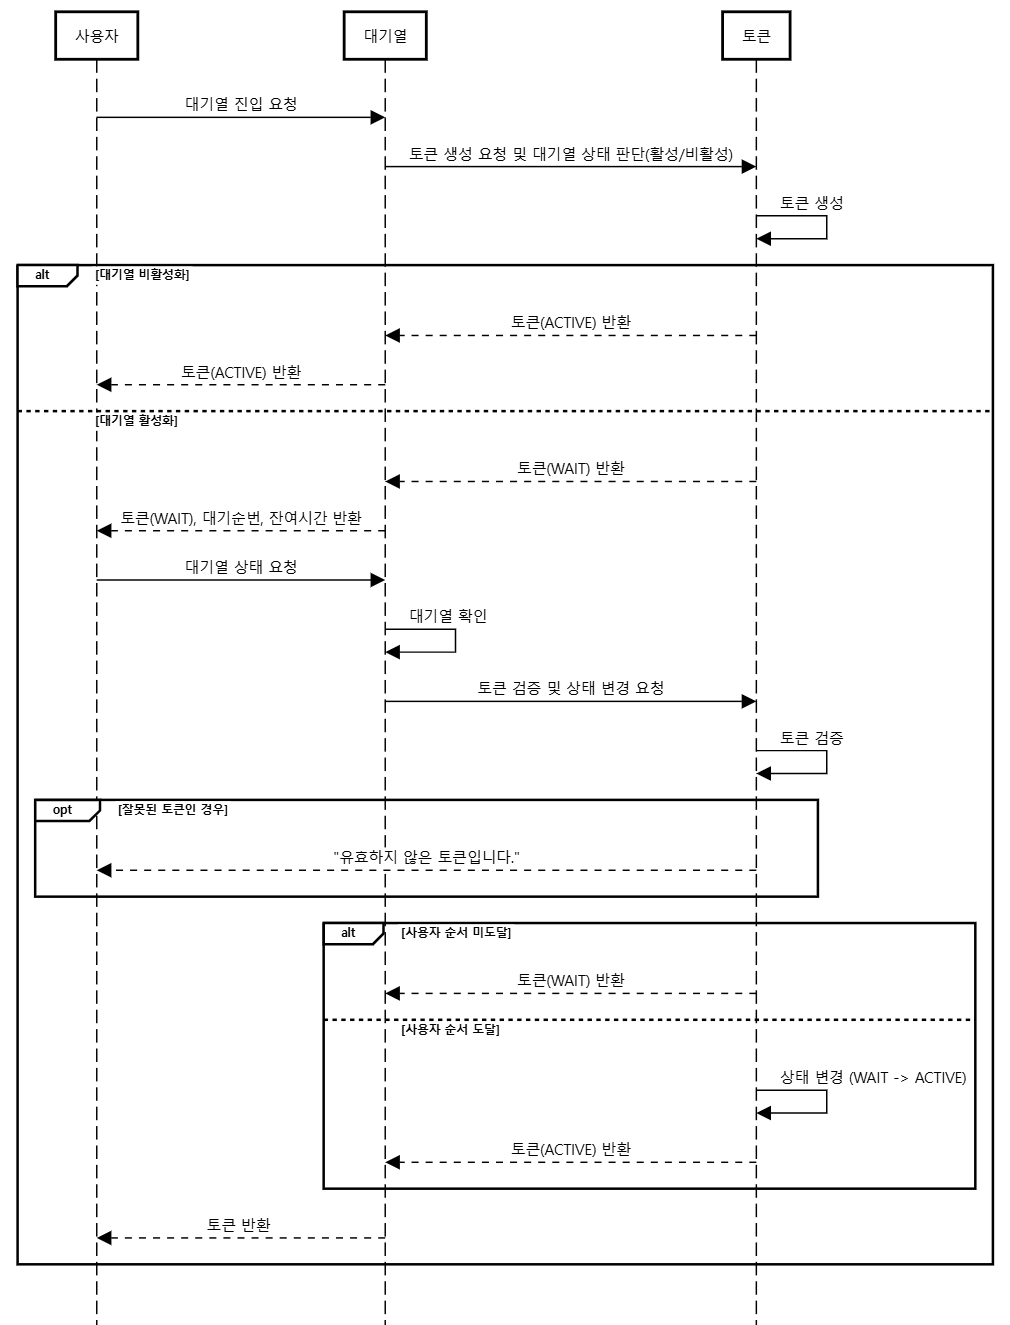 사용자
대기열
토큰
대기열 진입 요청
토큰 생성 요청 및 대기열 상태 판단(활성/비활성)
토큰 생성
alt
[대기열 비활성화]
토큰(ACTIVE) 반환
토큰(ACTIVE) 반환
[대기열 활성화]
토큰(WAIT) 반환
토큰(WAIT), 대기순번, 잔여시간 반환
대기열 상태 요청
대기열 확인
토큰 검증 및 상태 변경 요청
토큰 검증
opt
[잘못된 토큰인 경우]
"유효하지 않은 토큰입니다."
alt
[사용자 순서 미도달]
토큰(WAIT) 반환
[사용자 순서 도달]
상태 변경 (WAIT -> ACTIVE)
토큰(ACTIVE) 반환
토큰 반환